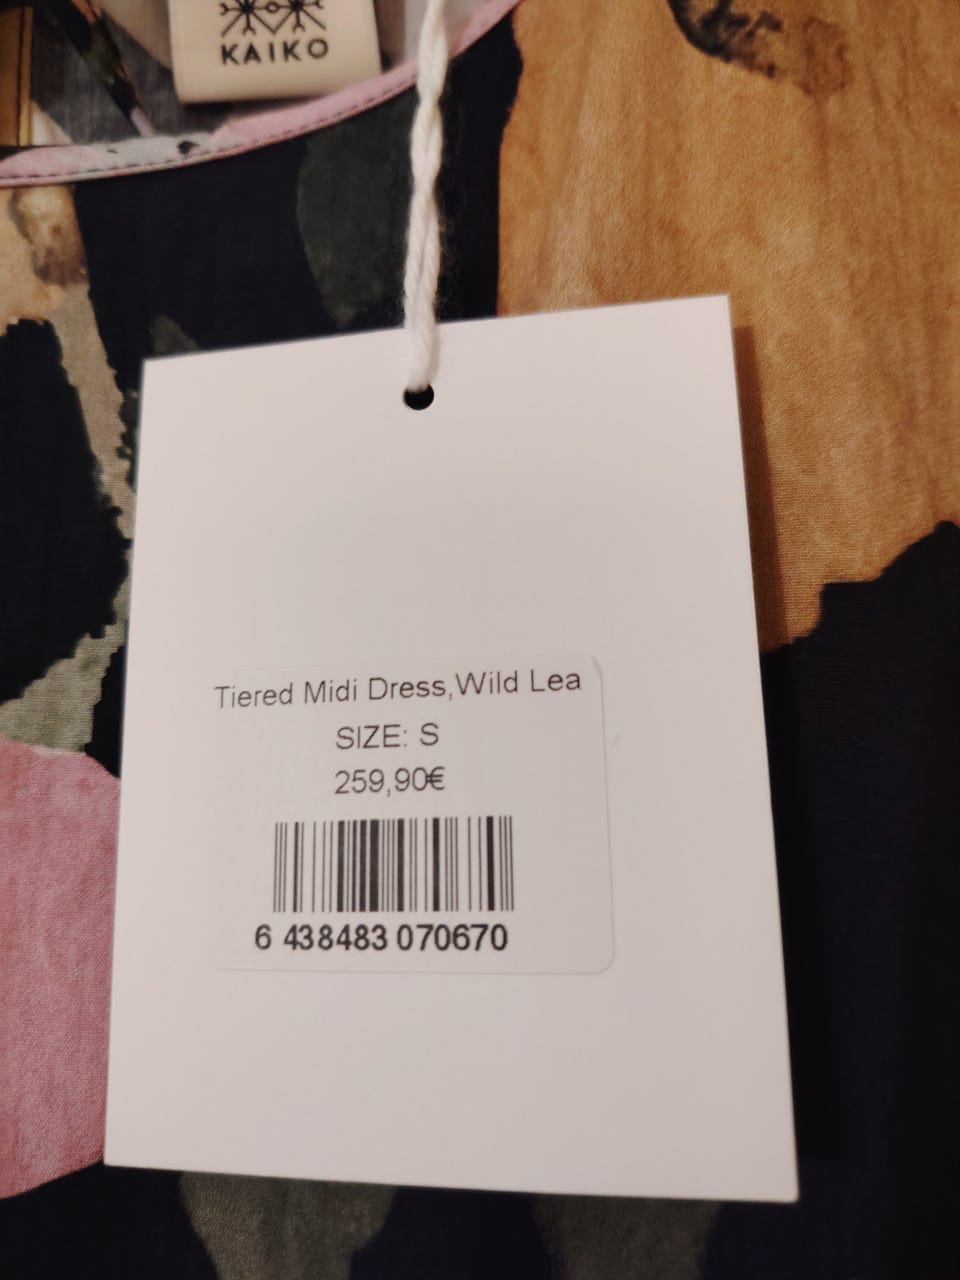 KAIKO
Tiered Midi Dress,Wild Lea
SIZE: S
259,90€
6 438483 070670